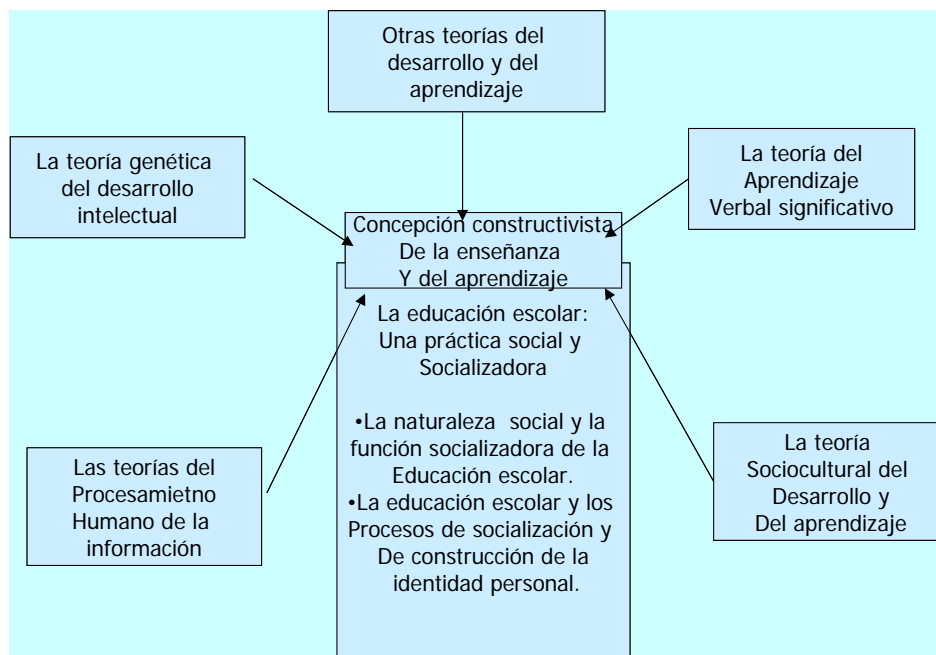 Otras teorías del
desarrollo y del
aprendizaje
La teoría genética
del desarrollo
intelectual
La teoría del
Aprendizaje
Verbal significativo
Concepción constructivista
De la enseñanza
Y del aprendizaje
La educación escolar:
Una práctica social y
Socializadora
•La naturaleza social y la
función socializadora de la
Educación escolar.
•La educación escolar y los
Procesos de socialización y
De construcción de la
identidad personal.
Las teorías del
Procesamietno
Humano de la
información
La teoría
Sociocultural del
Desarrollo y
Del aprendizaje